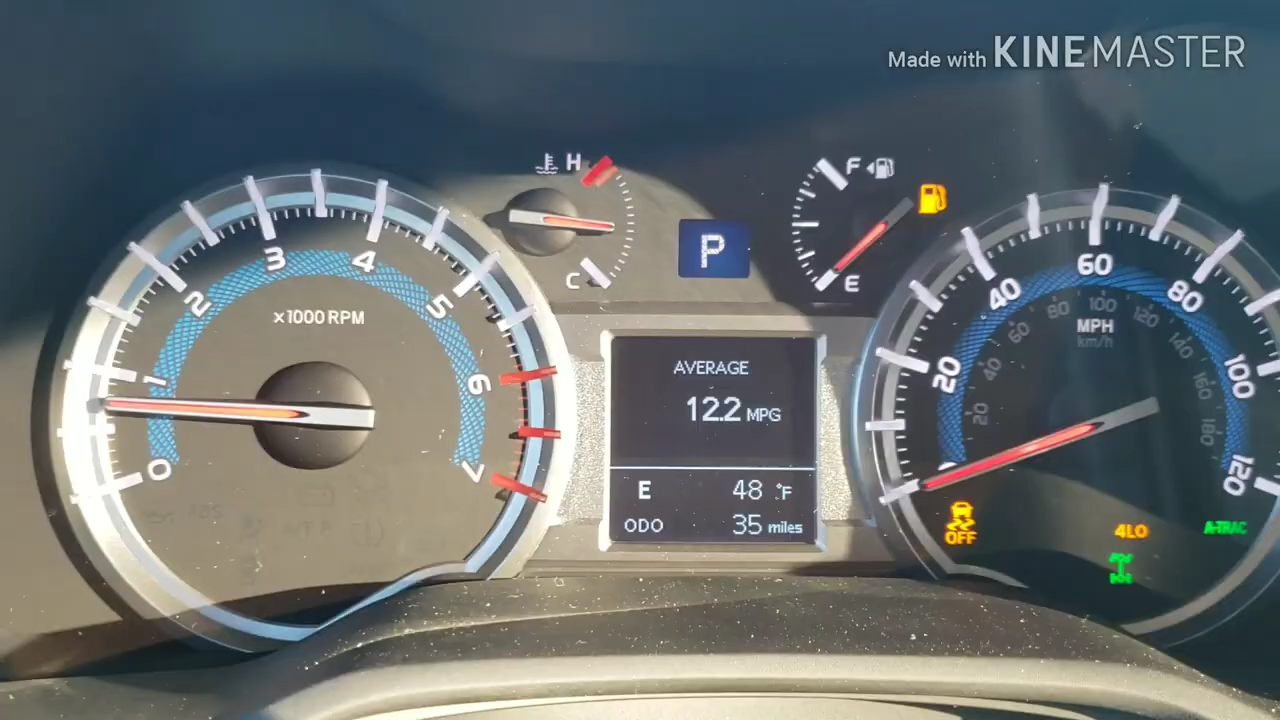 Made with KINEMASTER
H
C
P
F
E
0
1
2
3
4
5
6
7
x1000 RPM
AVERAGE
12.2 MPG
E 48 °F
ODO 35 miles
20
40
60
80
100
120
20
40
60
80
100
120
140
160
180
MPH
km/h
OFF
4LO
A-TRAC